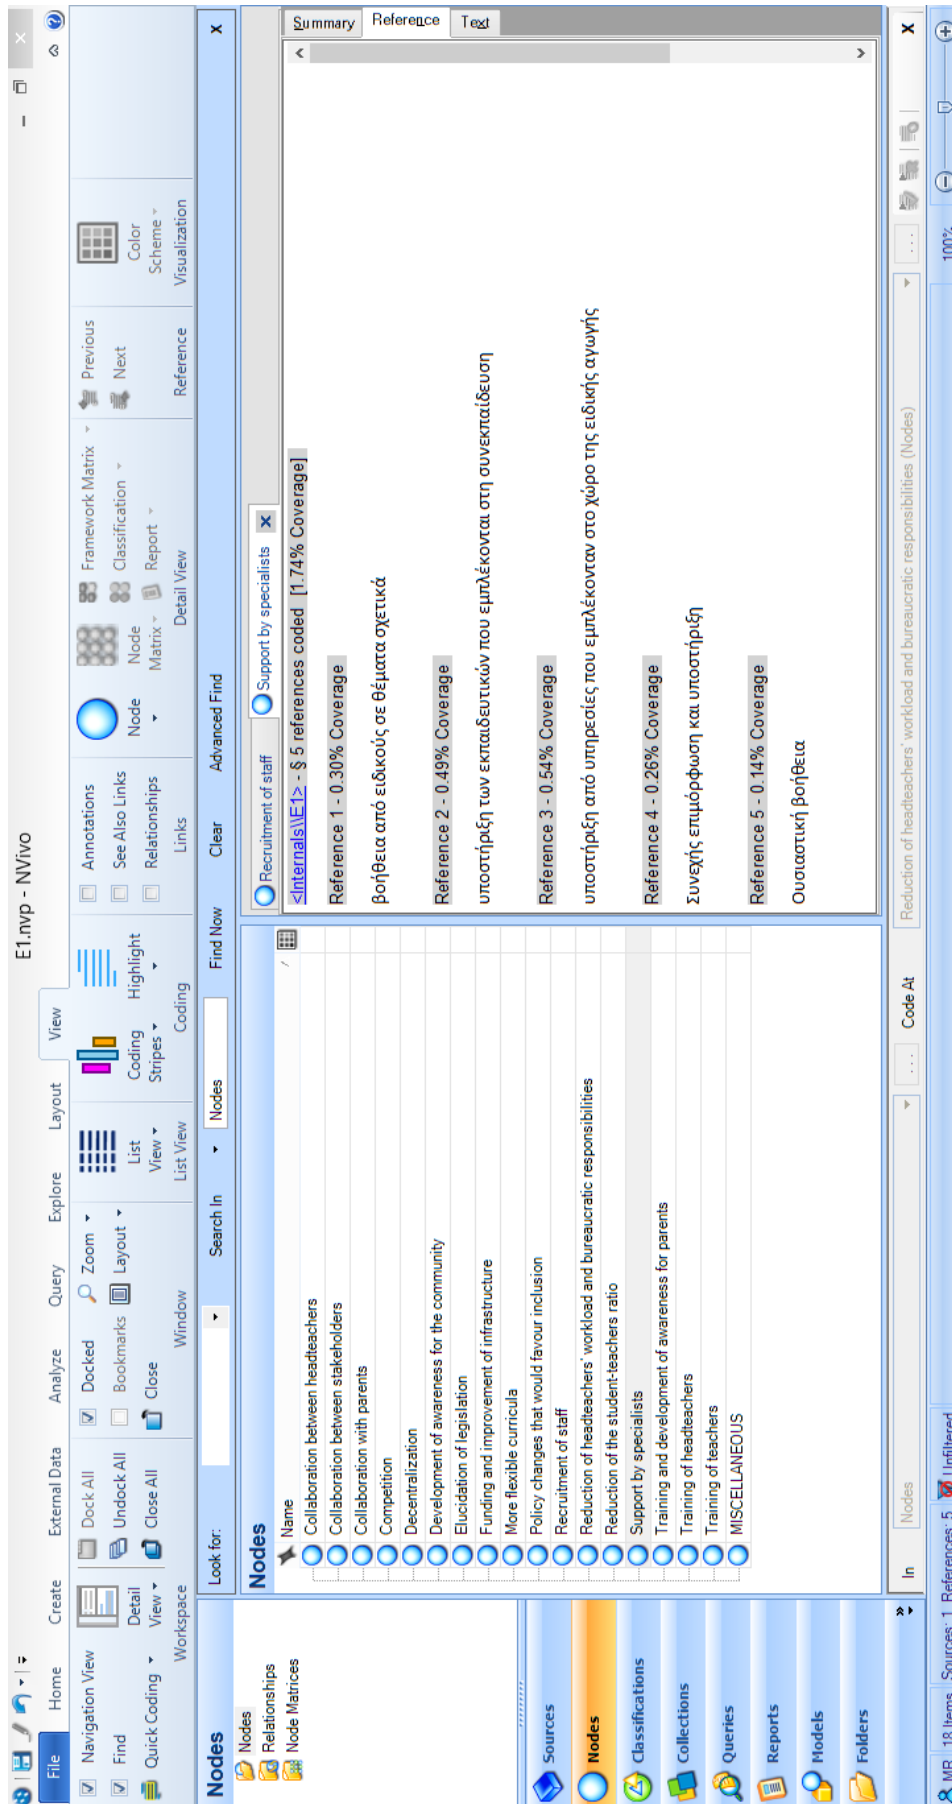 E1.nvp - NVivo
File Home Create External Data Analyze Query Explore Layout View
Navigation View
Find
Quick Coding
Detail View
Workspace
Dock All
Undock All
Close All
Docked
Bookmarks
Close
Zoom
Layout
Window
List View
List View
Coding Stripes
Highlight
Coding
Annotations
See Also Links
Relationships
Links
Node
Node Matrix
Framework Matrix
Classification
Report
Detail View
Previous
Next
Reference
Color Scheme
Visualization
Look for: Search In Nodes Find Now Clear Advanced Find
Nodes
Nodes
Relationships
Node Matrices
Sources
Nodes
Classifications
Collections
Queries
Reports
Models
Folders
Nodes
Name
Collaboration between headteachers
Collaboration between stakeholders
Collaboration with parents
Competition
Decentralization
Development of awareness for the community
Elucidation of legislation
Funding and improvement of infrastructure
More flexible curricula
Policy changes that would favour inclusion
Recruitment of staff
Reduction of headteachers' workload and bureaucratic responsibilities
Reduction of the student-teachers ratio
Support by specialists
Training and development of awareness for parents
Training of headteachers
Training of teachers
MISCELLANEOUS
Recruitment of staff Support by specialists
<Internals\\E1> - § 5 references coded [1.74% Coverage]
Reference 1 - 0.30% Coverage
βοήθεια από ειδικούς σε θέματα σχετικά
Reference 2 - 0.49% Coverage
υποστήριξη των εκπαιδευτικών που εμπλέκονται στη συνεκπαίδευση
Reference 3 - 0.54% Coverage
υποστήριξη από υπηρεσίες που εμπλέκονταν στο χώρο της ειδικής αγωγής
Reference 4 - 0.26% Coverage
Συνεχής επιμόρφωση και υποστήριξη
Reference 5 - 0.14% Coverage
Ουσιαστική βοήθεια
Summary
Reference
Text
In Nodes ... Code At Reduction of headteachers' workload and bureaucratic responsibilities (Nodes) ...
MR 18 Items Sources: 1 References: 5 Unfiltered 100%